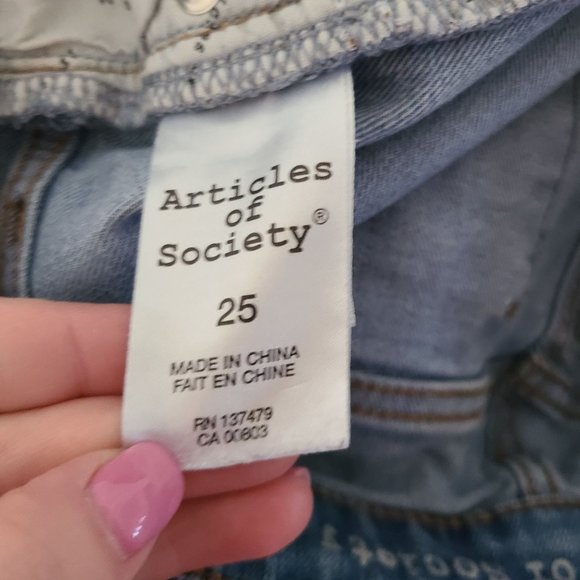 Articles
of
Society®
25
MADE IN CHINA
FAIT EN CHINE
RN 137479
CA 00803